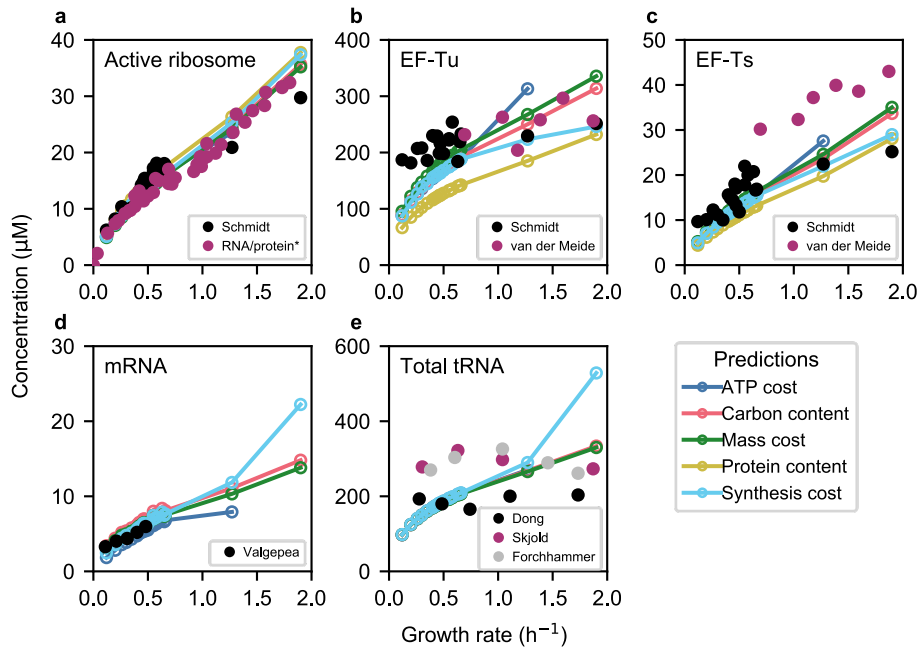 a
Active ribosome
40
30
20
10
0
0.0
0.5
1.0
1.5
2.0
Schmidt
RNA/protein*
b
EF-Tu
400
300
200
100
0
0.0
0.5
1.0
1.5
2.0
Schmidt
van der Meide
c
EF-Ts
50
40
30
20
10
0
0.0
0.5
1.0
1.5
2.0
Schmidt
van der Meide
Concentration (μM)
d
mRNA
30
20
10
0
0.0
0.5
1.0
1.5
2.0
Valgepea
e
Total tRNA
600
400
200
0
0.0
0.5
1.0
1.5
2.0
Dong
Skjold
Forchhammer
Predictions
ATP cost
Carbon content
Mass cost
Protein content
Synthesis cost
Growth rate (h⁻¹)